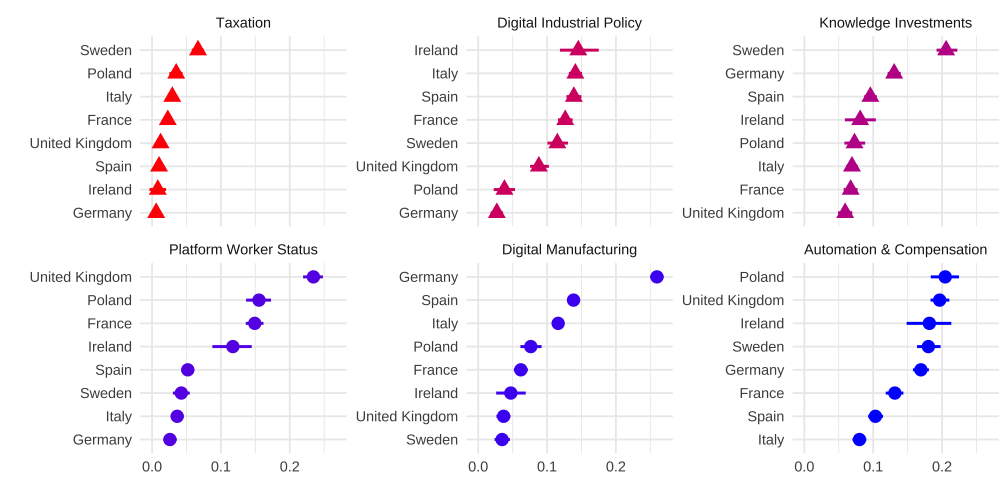 Taxation
Sweden
Poland
Italy
France
United Kingdom
Spain
Ireland
Germany
Digital Industrial Policy
Ireland
Italy
Spain
France
Sweden
United Kingdom
Poland
Germany
Knowledge Investments
Sweden
Germany
Spain
Ireland
Poland
Italy
France
United Kingdom
Platform Worker Status
United Kingdom
Poland
France
Ireland
Spain
Sweden
Italy
Germany
0.0 0.1 0.2
Digital Manufacturing
Germany
Spain
Italy
Poland
France
Ireland
United Kingdom
Sweden
0.0 0.1 0.2
Automation & Compensation
Poland
United Kingdom
Ireland
Sweden
Germany
France
Spain
Italy
0.0 0.1 0.2